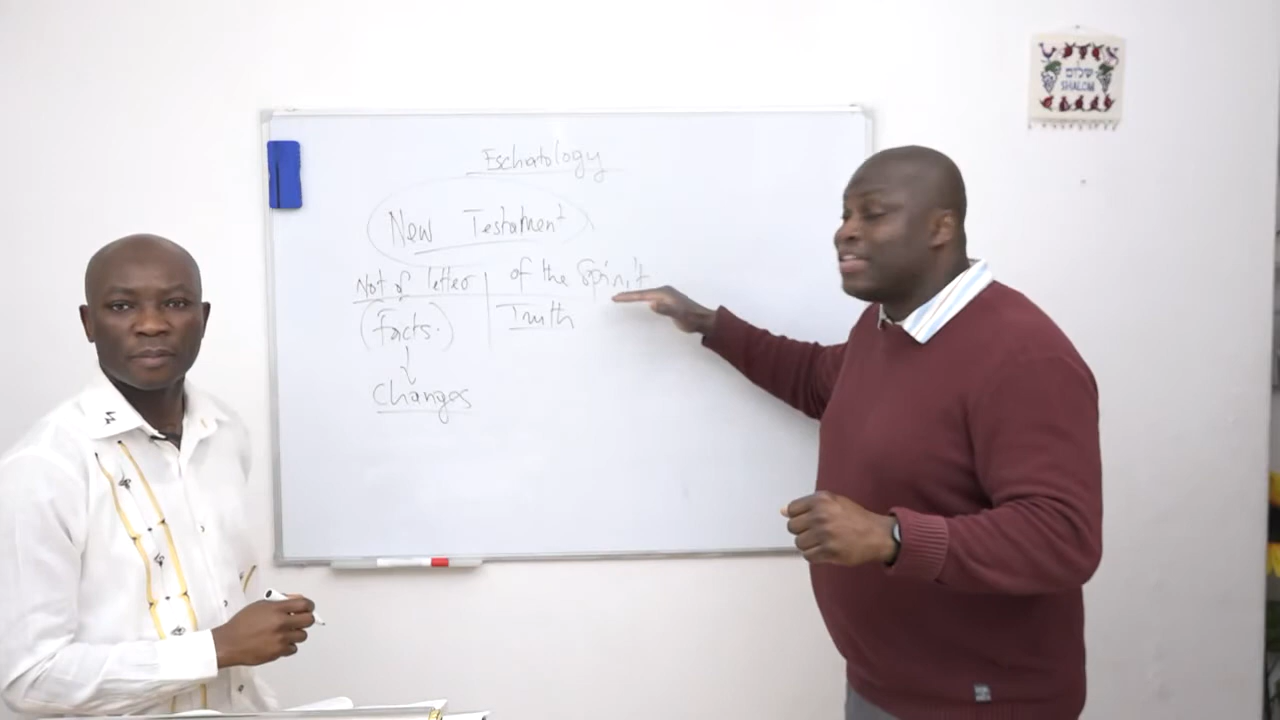 Eschatology
New Testament
Not of letter | of the Spirit
(Facts.) | Truth
Changes
שלום
SHALOM